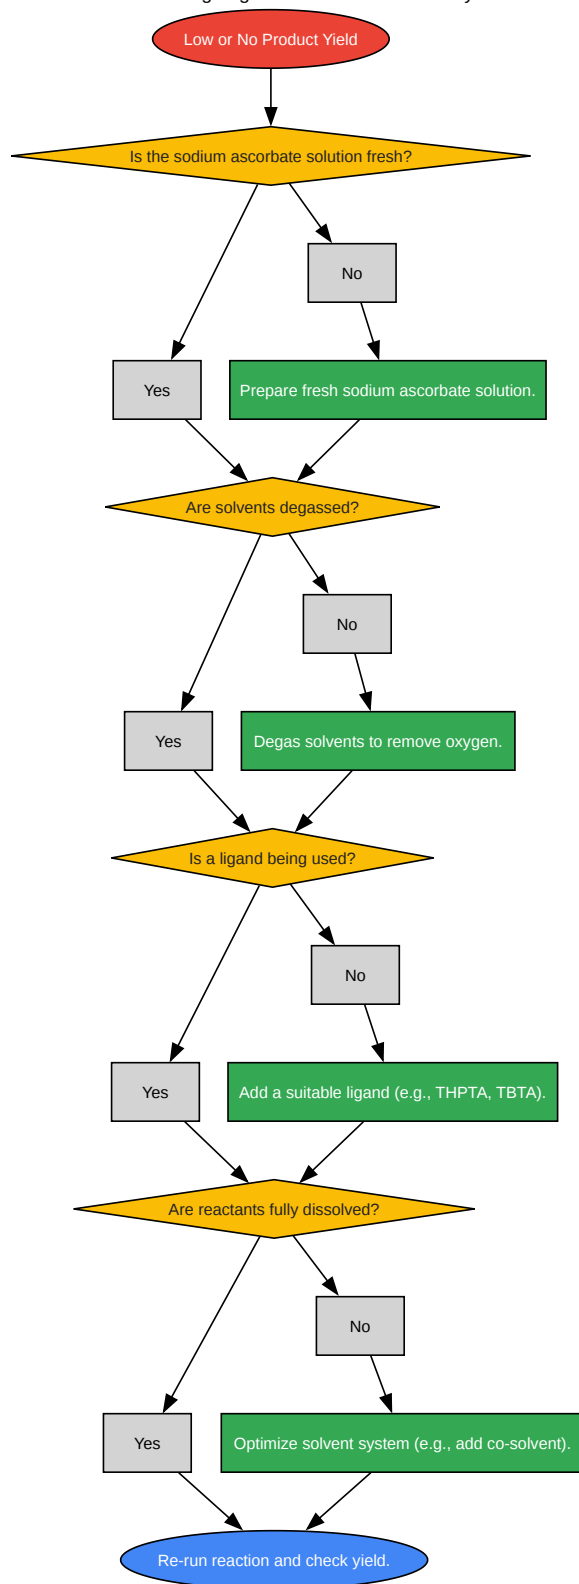 Low or No Product Yield
Is the sodium ascorbate solution fresh?
No
Yes
Prepare fresh sodium ascorbate solution.
Are solvents degassed?
No
Yes
Degas solvents to remove oxygen.
Is a ligand being used?
No
Yes
Add a suitable ligand (e.g., THPTA, TBTA).
Are reactants fully dissolved?
No
Yes
Optimize solvent system (e.g., add co-solvent).
Re-run reaction and check yield.